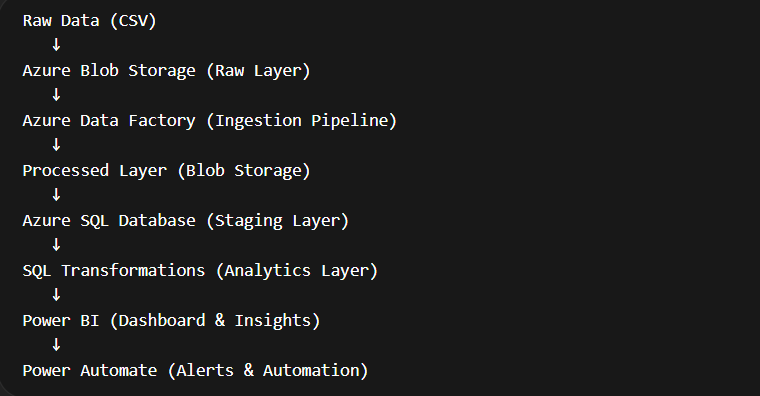 Raw Data (CSV)
↓
Azure Blob Storage (Raw Layer)
↓
Azure Data Factory (Ingestion Pipeline)
↓
Processed Layer (Blob Storage)
↓
Azure SQL Database (Staging Layer)
↓
SQL Transformations (Analytics Layer)
↓
Power BI (Dashboard & Insights)
↓
Power Automate (Alerts & Automation)